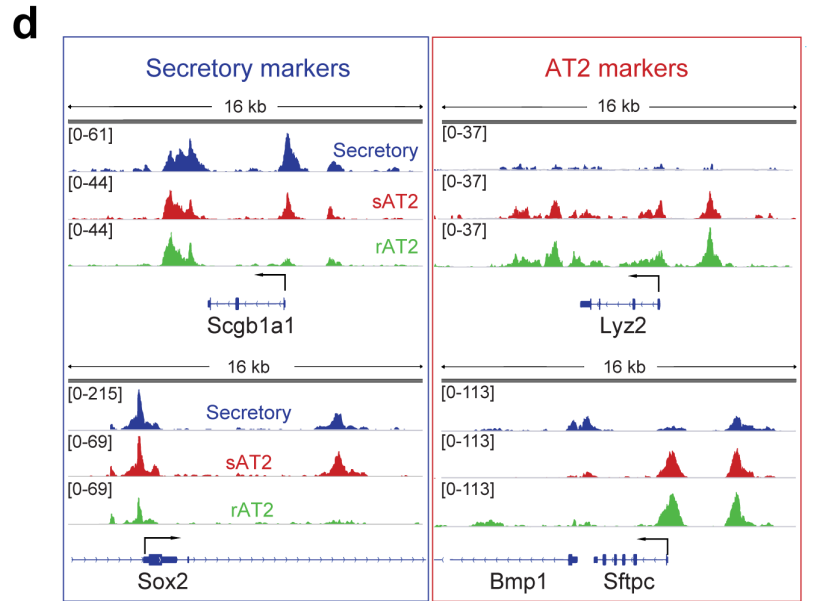 d
Secretory markers
16 kb
[0-61]
Secretory
[0-44]
sAT2
[0-44]
rAT2
Scgb1a1
16 kb
[0-215]
Secretory
[0-69]
sAT2
[0-69]
rAT2
Sox2
AT2 markers
16 kb
[0-37]
[0-37]
[0-37]
Lyz2
16 kb
[0-113]
[0-113]
[0-113]
Bmp1 Sftpc